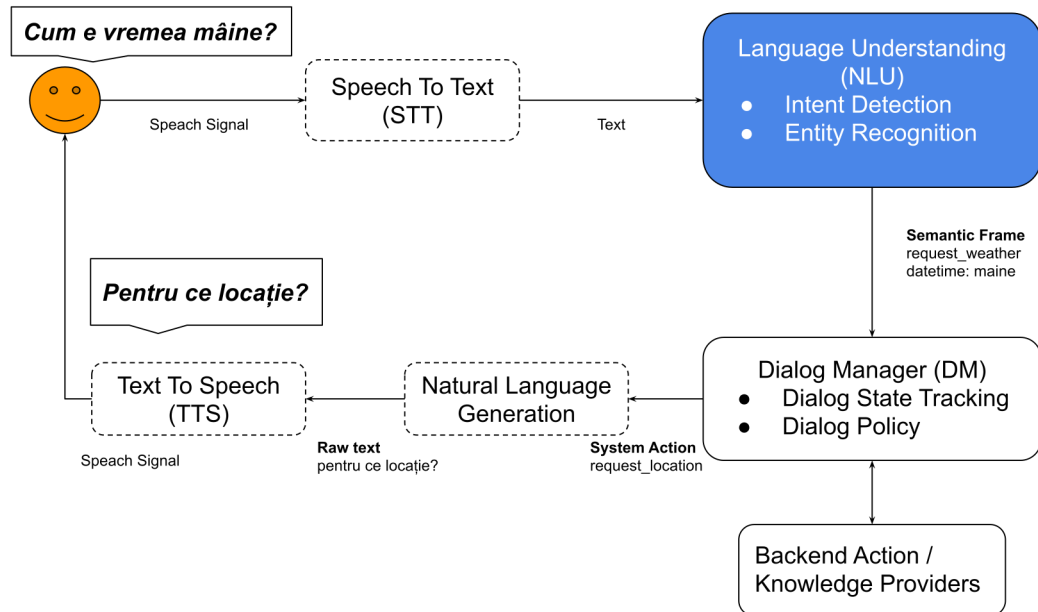 Cum e vremea mâine?
Speech To Text
(STT)
Language Understanding
(NLU)
● Intent Detection
● Entity Recognition
Speach Signal
Text
Semantic Frame
request_weather
datetime: maine
Pentru ce locație?
Text To Speech
(TTS)
Natural Language
Generation
Dialog Manager (DM)
● Dialog State Tracking
● Dialog Policy
Speach Signal
Raw text
pentru ce locație?
System Action
request_location
Backend Action /
Knowledge Providers